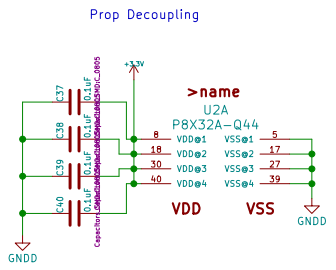 Prop Decoupling
+3.3V
>name
U2A
P8X32A-Q44
C37
0.1uF
C38
0.1uF
C39
0.1uF
C40
0.1uF
8 VDD@1 VSS@1 5
18 VDD@2 VSS@2 17
30 VDD@3 VSS@3 27
40 VDD@4 VSS@4 39
VDD VSS
GNDD
GNDD